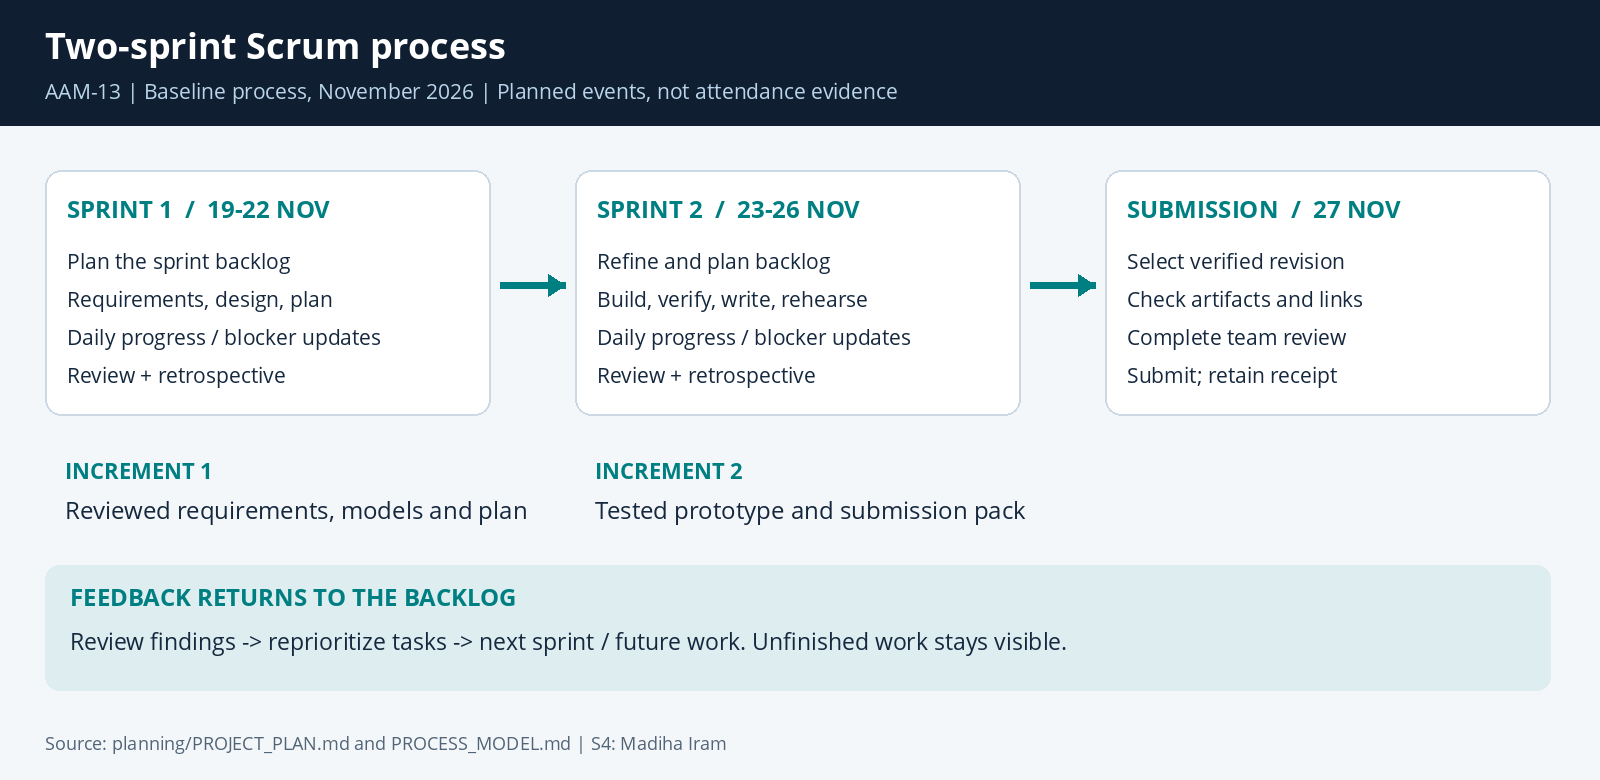 Two-sprint Scrum process
AAM-13 | Baseline process, November 2026 | Planned events, not attendance evidence
SPRINT 1 / 19-22 NOV
Plan the sprint backlog
Requirements, design, plan
Daily progress / blocker updates
Review + retrospective
SPRINT 2 / 23-26 NOV
Refine and plan backlog
Build, verify, write, rehearse
Daily progress / blocker updates
Review + retrospective
SUBMISSION / 27 NOV
Select verified revision
Check artifacts and links
Complete team review
Submit; retain receipt
INCREMENT 1
Reviewed requirements, models and plan
INCREMENT 2
Tested prototype and submission pack
FEEDBACK RETURNS TO THE BACKLOG
Review findings -> reprioritize tasks -> next sprint / future work. Unfinished work stays visible.
Source: planning/PROJECT_PLAN.md and PROCESS_MODEL.md | S4: Madiha Iram